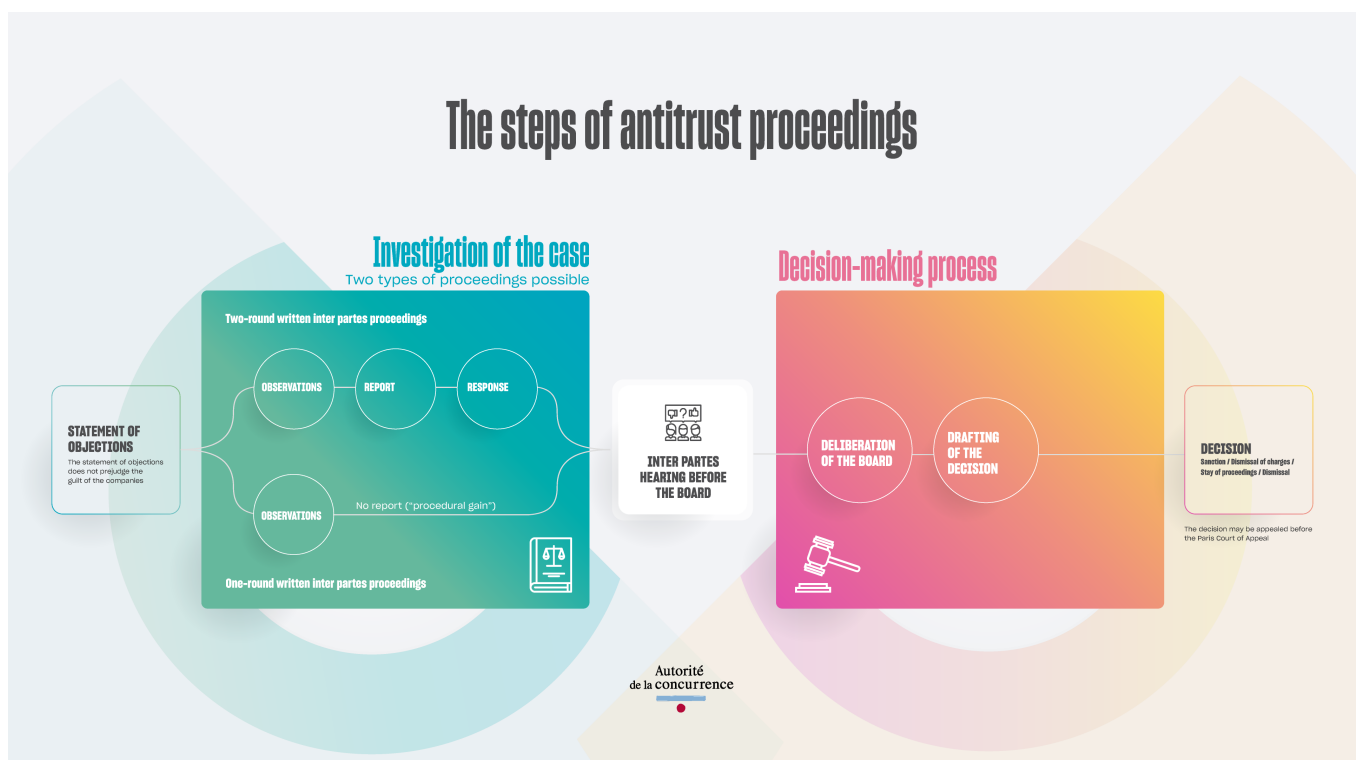 The steps of antitrust proceedings
Investigation of the case
Two types of proceedings possible
Two-round written inter partes proceedings
OBSERVATIONS
REPORT
RESPONSE
STATEMENT OF
OBJECTIONS
The statement of objections
does not prejudge the
guilt of the companies
OBSERVATIONS
No report ("procedural gain")
One-round written inter partes proceedings
INTER PARTES
HEARING BEFORE
THE BOARD
Decision-making process
DELIBERATION
OF THE BOARD
DRAFTING
OF THE
DECISION
DECISION
Sanction / Dismissal of charges /
Stay of proceedings / Dismissal
The decision may be appealed before
the Paris Court of Appeal
Autorité
de la concurrence